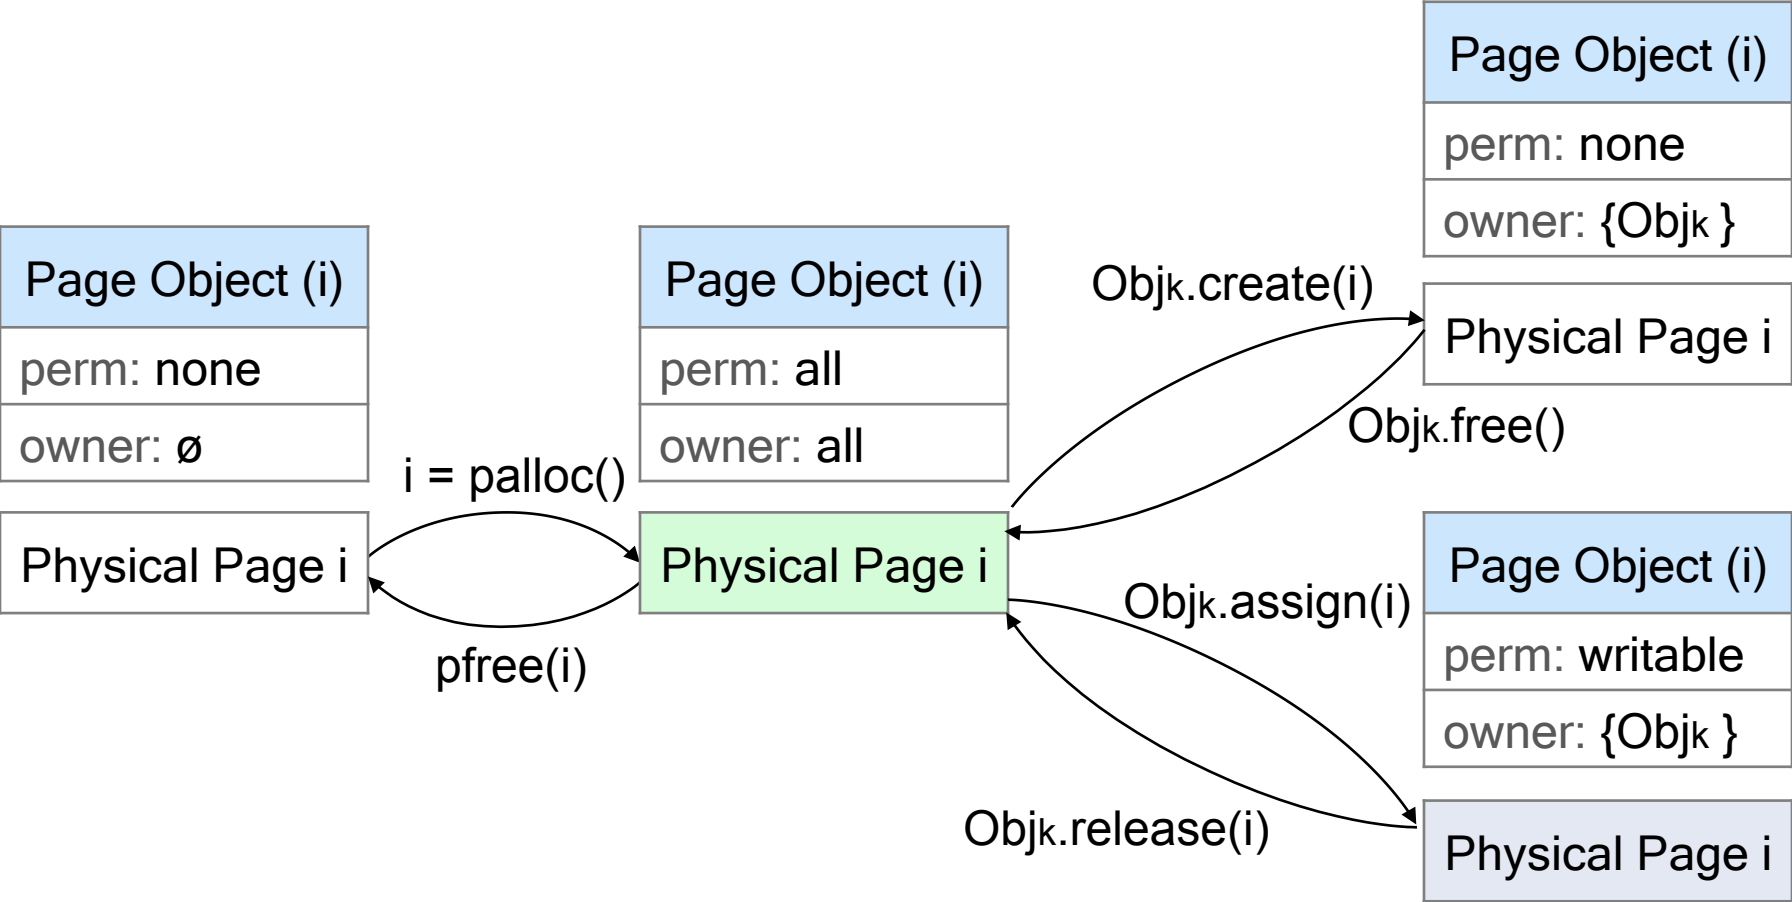 Page Object (i)
perm: none
owner: ø
Physical Page i
i = palloc()
pfree(i)
Page Object (i)
perm: all
owner: all
Physical Page i
Objk.create(i)
Objk.free()
Objk.assign(i)
Objk.release(i)
Page Object (i)
perm: none
owner: {Objk }
Physical Page i
Page Object (i)
perm: writable
owner: {Objk }
Physical Page i